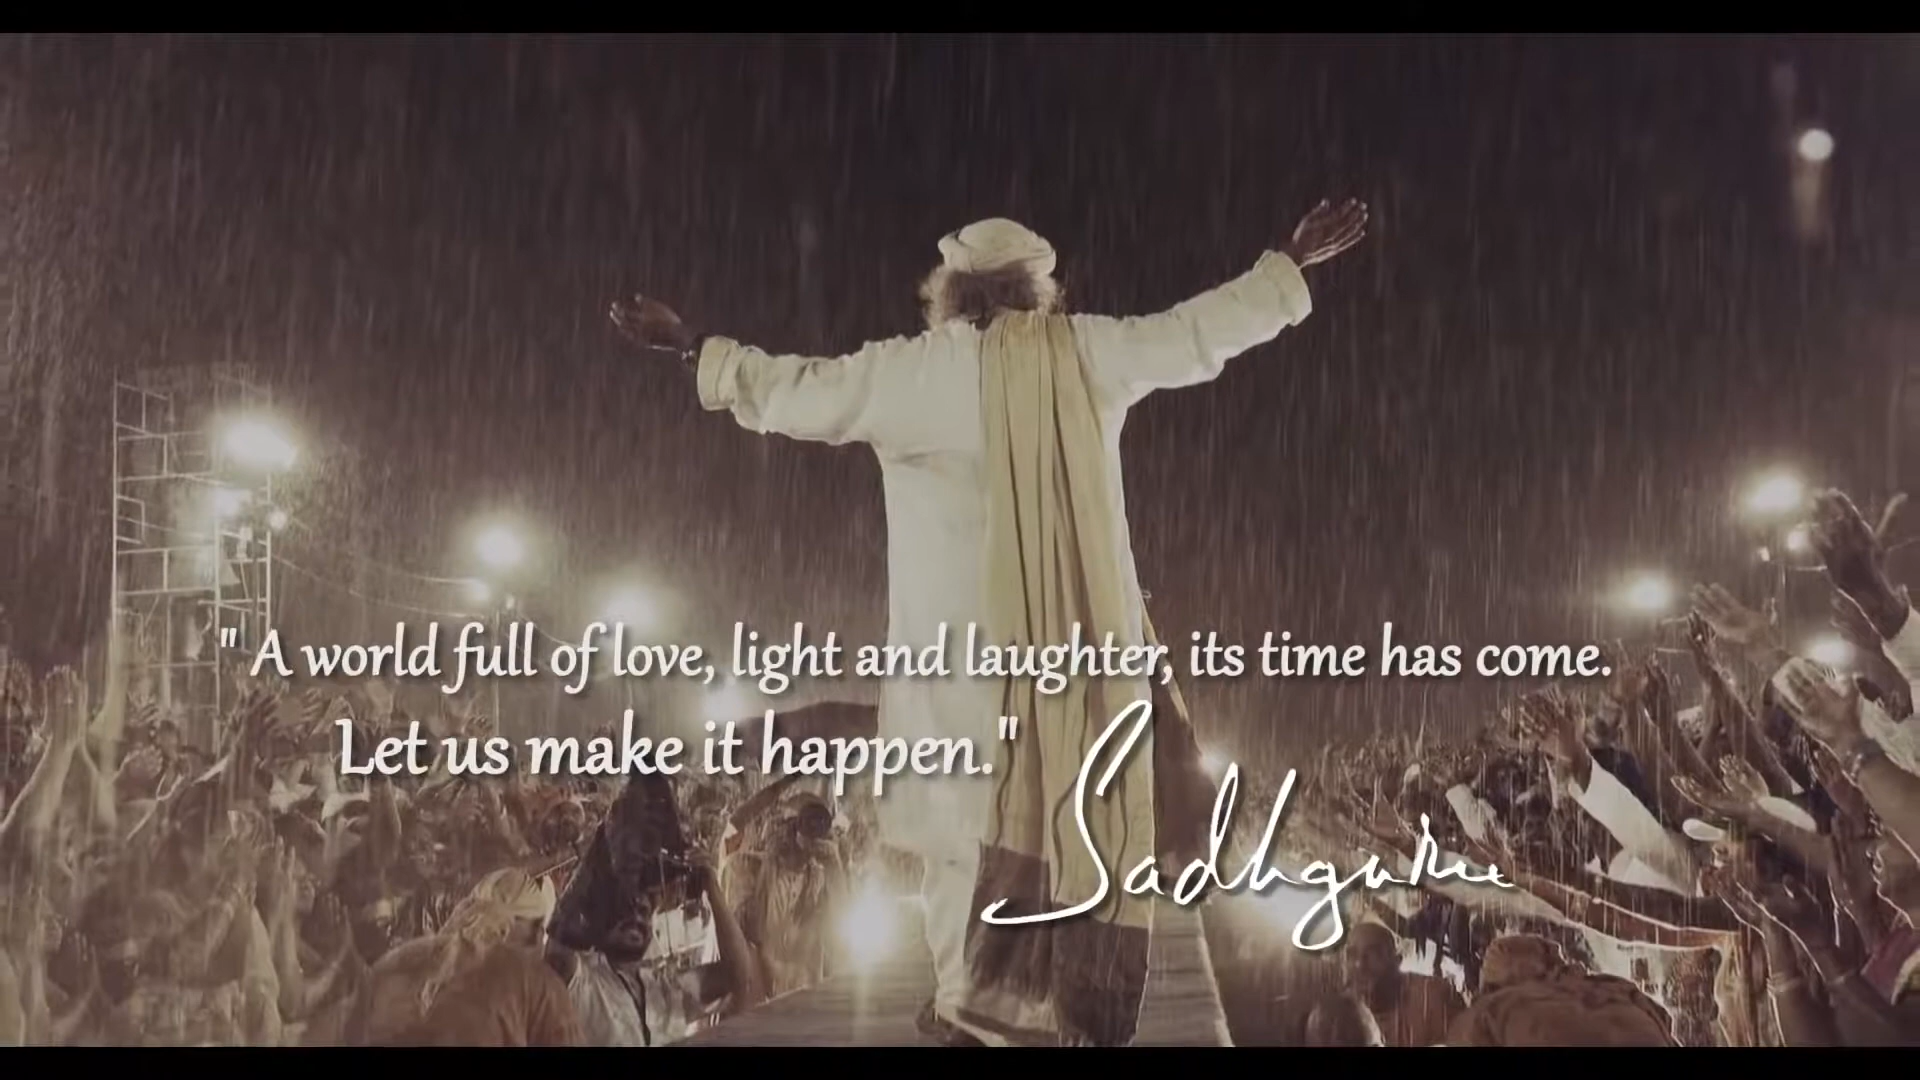 " A world full of love, light and laughter, its time has come.
Let us make it happen."
Sadhguru